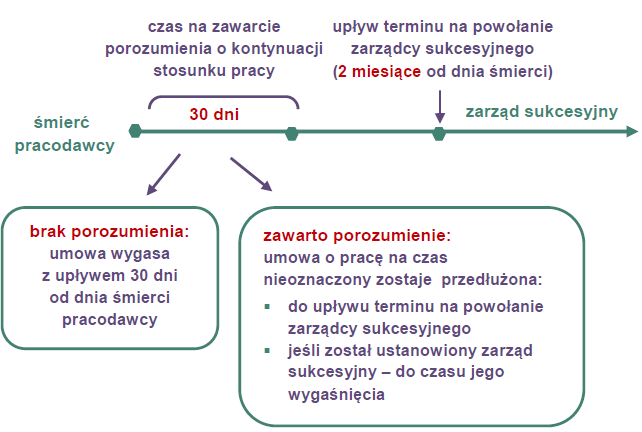 czas na zawarcie
porozumienia o kontynuacji
stosunku pracy
upływ terminu na powołanie
zarządcy sukcesyjnego
(2 miesiące od dnia śmierci)
30 dni
śmierć
pracodawcy
zarząd sukcesyjny
brak porozumienia:
umowa wygasa
z upływem 30 dni
od dnia śmierci
pracodawcy
zawarto porozumienie:
umowa o pracę na czas
nieoznaczony zostaje przedłużona:
▪ do upływu terminu na powołanie
zarządcy sukcesyjnego
▪ jeśli został ustanowiony zarząd
sukcesyjny – do czasu jego
wygaśnięcia